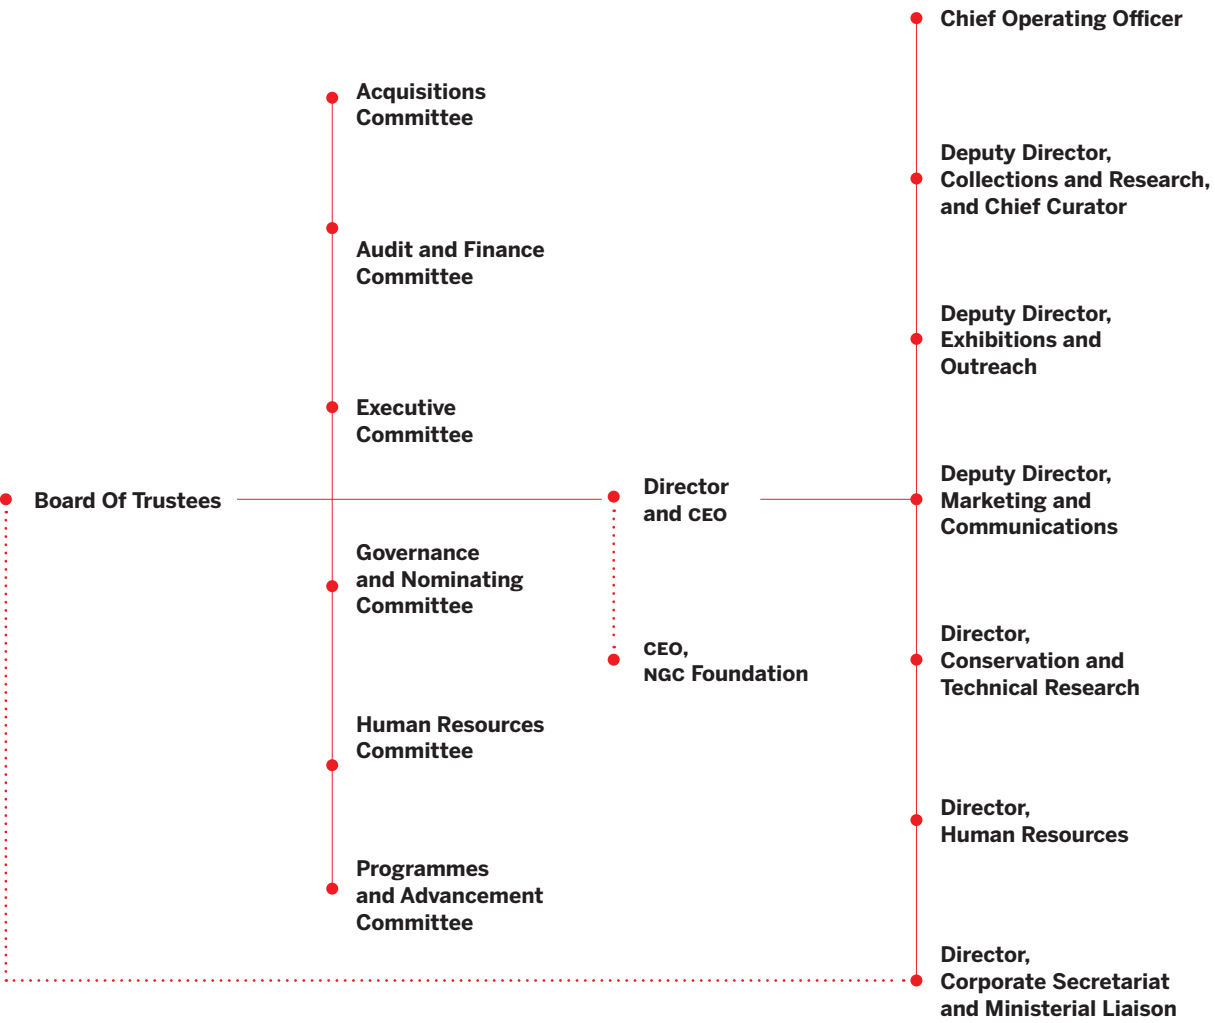 Board Of Trustees
Acquisitions
Committee
Audit and Finance
Committee
Executive
Committee
Governance
and Nominating
Committee
Human Resources
Committee
Programmes
and Advancement
Committee
Director
and CEO
CEO,
NGC Foundation
Chief Operating Officer
Deputy Director,
Collections and Research,
and Chief Curator
Deputy Director,
Exhibitions and
Outreach
Deputy Director,
Marketing and
Communications
Director,
Conservation and
Technical Research
Director,
Human Resources
Director,
Corporate Secretariat
and Ministerial Liaison